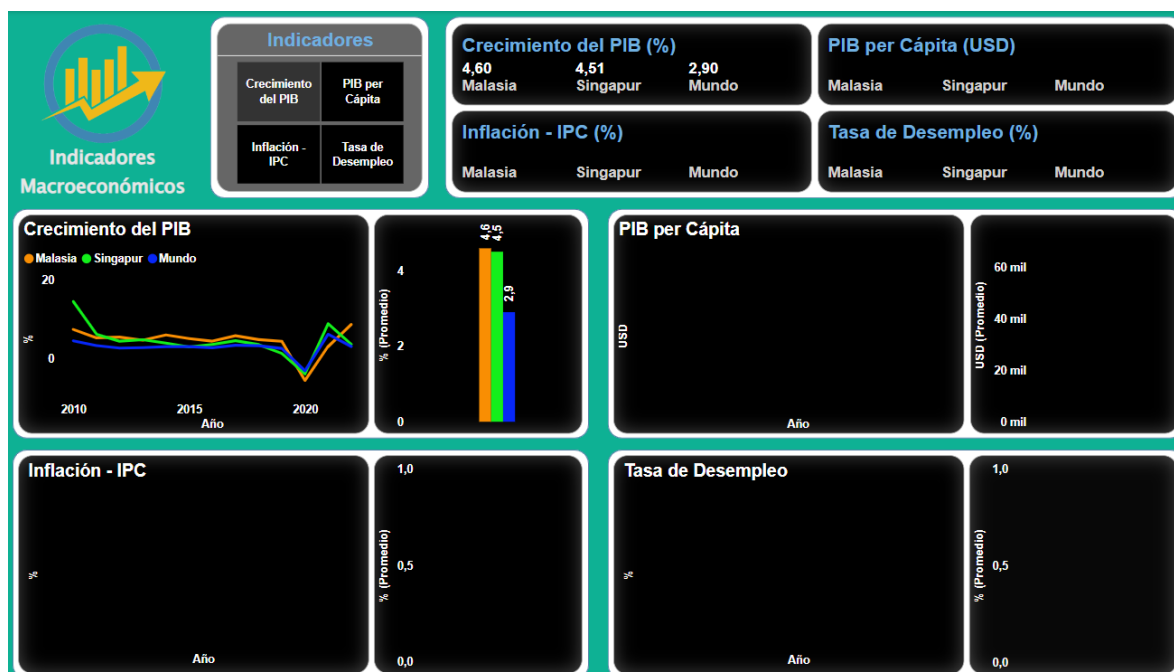 Indicadores
Macroeconómicos
Indicadores
Crecimiento
del PIB
PIB per
Cápita
Inflación -
IPC
Tasa de
Desempleo
Crecimiento del PIB (%)
4,60 4,51 2,90
Malasia Singapur Mundo
PIB per Cápita (USD)
Malasia Singapur Mundo
Inflación - IPC (%)
Malasia Singapur Mundo
Tasa de Desempleo (%)
Malasia Singapur Mundo
Crecimiento del PIB
Malasia Singapur Mundo
20
0
%
2010 2015 2020
Año
% (Promedio)
4
2
0
4,6
4,5
2,9
PIB per Cápita
USD
Año
USD (Promedio)
60 mil
40 mil
20 mil
0 mil
Inflación - IPC
%
Año
% (Promedio)
1,0
0,5
0,0
Tasa de Desempleo
%
Año
% (Promedio)
1,0
0,5
0,0